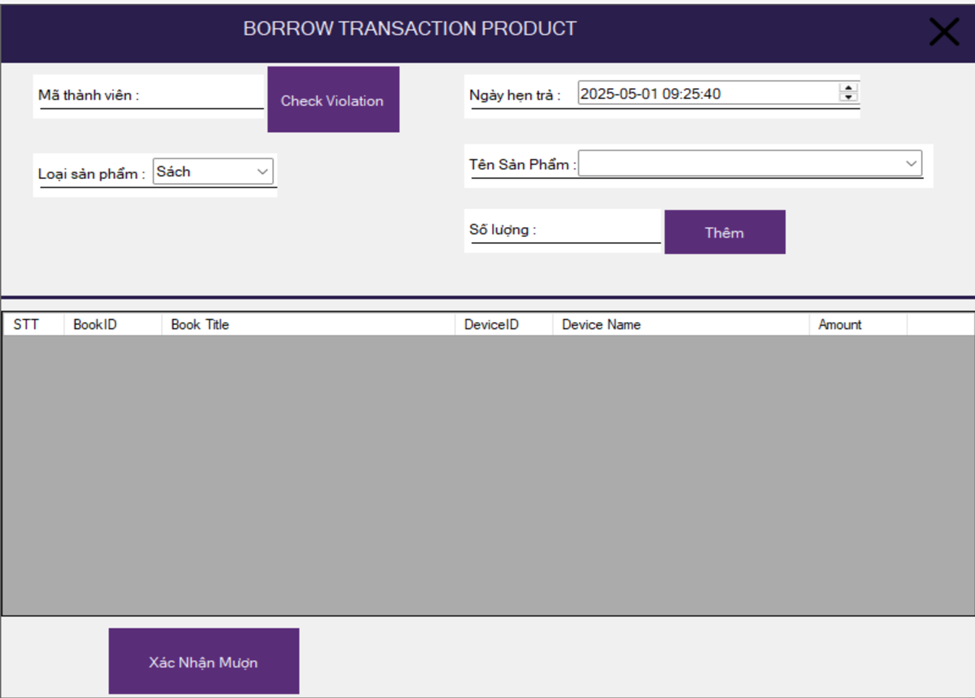 BORROW TRANSACTION PRODUCT
Mã thành viên :
Check Violation
Ngày hẹn trả :
2025-05-01 09:25:40
Loại sản phẩm :
Sách
Tên Sản Phẩm :
Số lượng :
Thêm
STT BookID Book Title DeviceID Device Name Amount
Xác Nhận Mượn